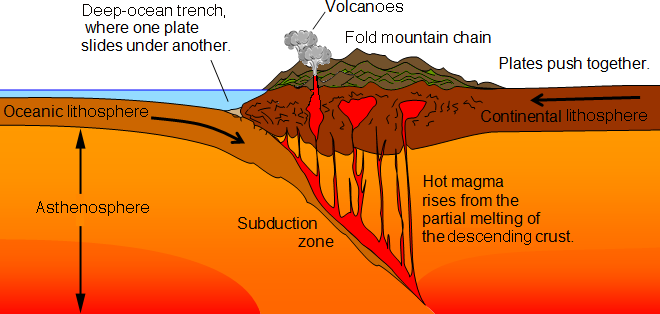 Deep-ocean trench,
where one plate
slides under another.
Volcanoes
Fold mountain chain
Plates push together.
Oceanic lithosphere
Continental lithosphere
Asthenosphere
Subduction
zone
Hot magma
rises from the
partial melting of
the descending crust.